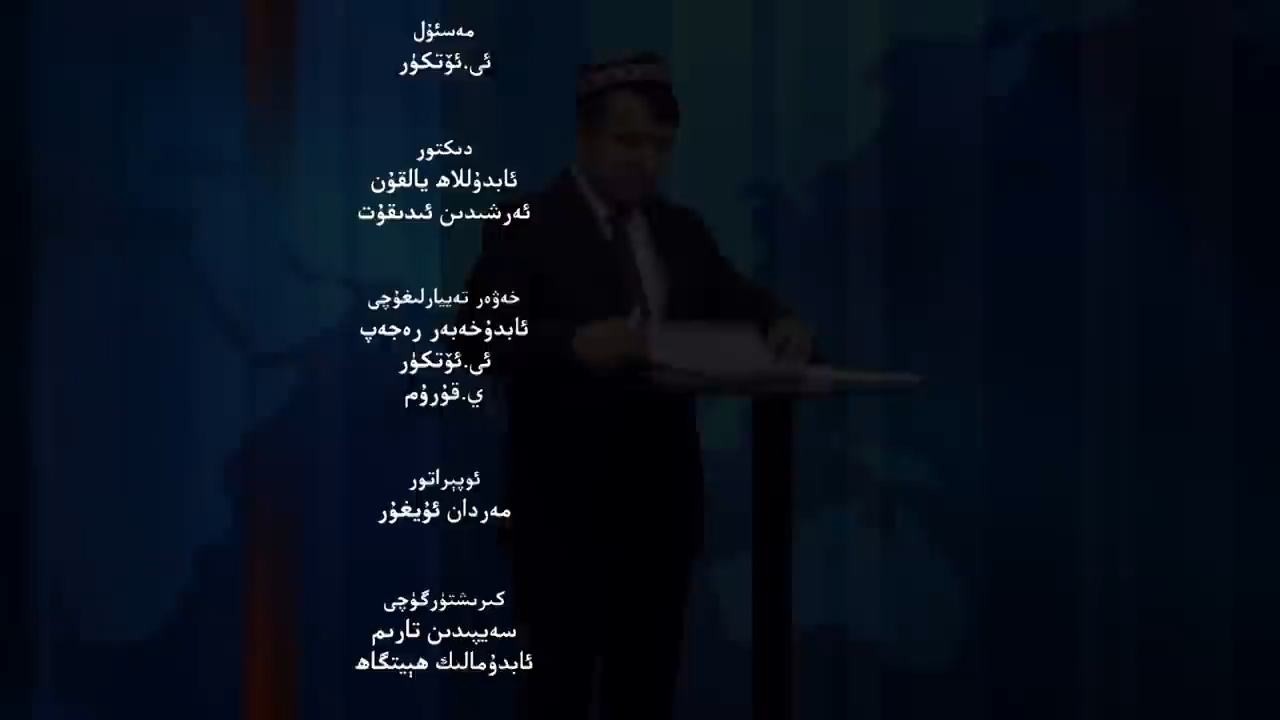 مەسئۇل
ئى.ئۆتكۈر
دىكتور
ئابدۇللاھ يالقۇن
ئەرشىدىن ئىدىقۇت
خەۋەر تەييارلىغۇچى
ئابدۇخەبەر رەجەپ
ئى.ئۆتكۈر
ي.قۇرۇم
ئوپېراتور
مەردان ئۇيغۇر
كىرىشتۈرگۈچى
سەيپىدىن تارىم
ئابدۇمالىك ھېيتگاھ